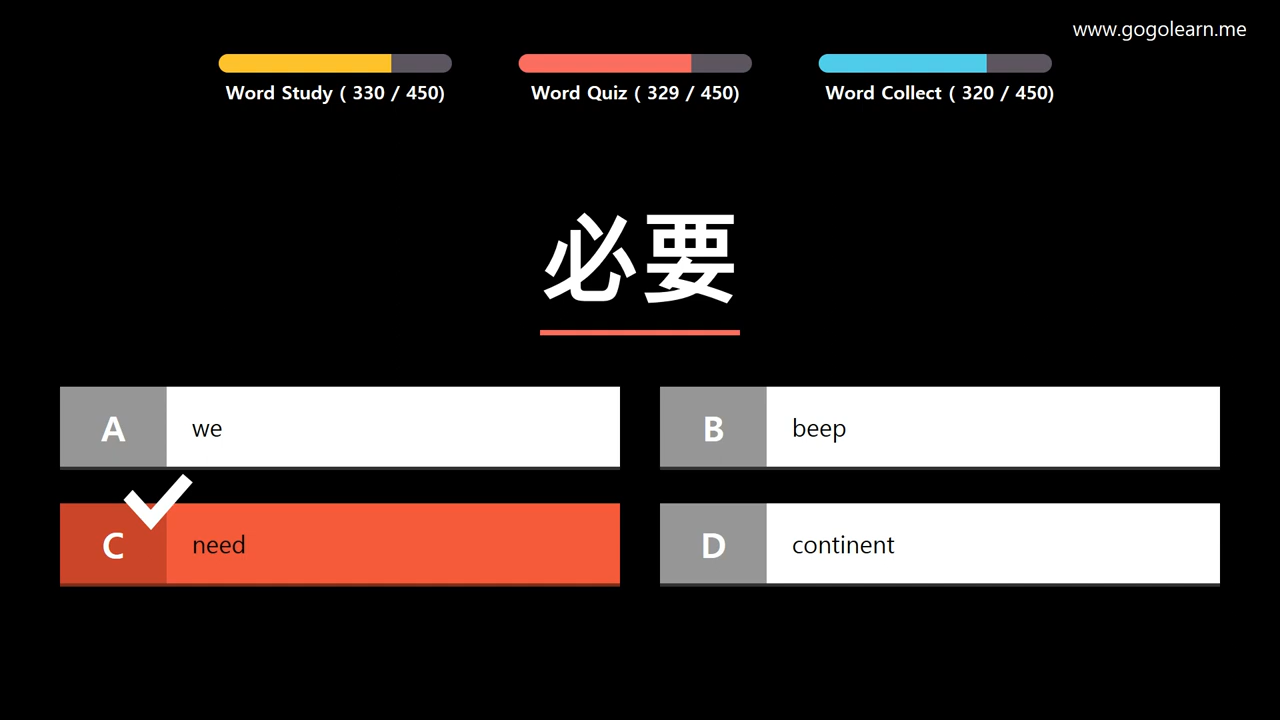 www.gogolearn.me
Word Study ( 330 / 450)
Word Quiz ( 329 / 450)
Word Collect ( 320 / 450)
必要
A we
B beep
C need
D continent